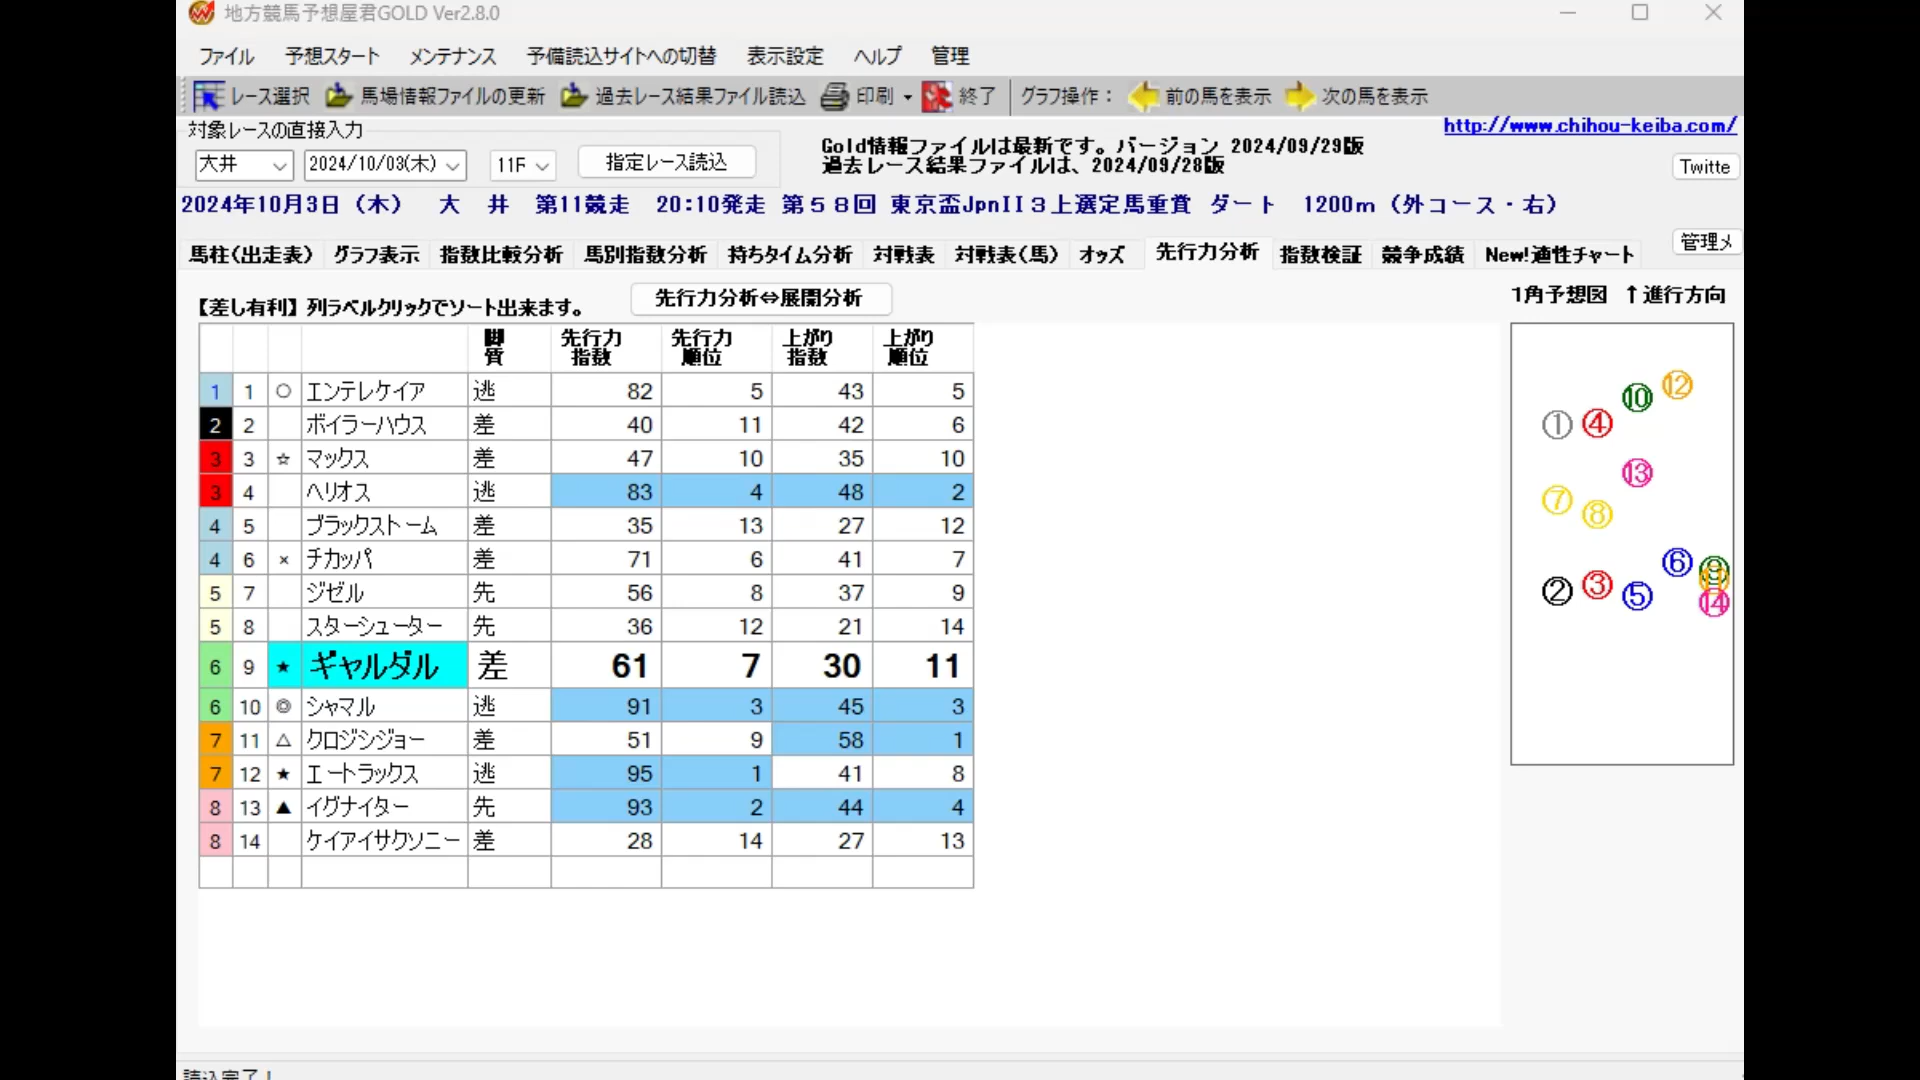 地方競馬予想屋君GOLD Ver2.8.0
ファイル 予想スタート メンテナンス 予備読込サイトへの切替 表示設定 ヘルプ 管理
レース選択 馬場情報ファイルの更新 過去レース結果ファイル読込 印刷 終了 グラフ操作： 前の馬を表示 次の馬を表示
対象レースの直接入力
http://www.chihou-keiba.com/
大井 2024/10/03(木) 11R 指定レース読込
Gold情報ファイルは最新です。バージョン 2024/09/29版
過去レース結果ファイルは、2024/09/28版
Twitte
2024年10月3日（木） 大 井 第11競走 20:10発走 第５８回 東京盃JpnII３上選定馬重賞 ダート 1200m（外コース・右）
馬柱(出走表) グラフ表示 指数比較分析 馬別指数分析 持ちタイム分析 対戦表 対戦表(馬) オッズ 先行力分析 指数検証 競争成績 New!適性チャート
管理メ
【差し有利】列ラベルクリックでソート出来ます。 先行力分析⇔展開分析 1角予想図 ↑進行方向
脚質 先行力指数 先行力順位 上がり指数 上がり順位
1 1 ○ エンテレケイア 逃 82 5 43 5
2 2 ボイラーハウス 差 40 11 42 6
3 3 ☆ マックス 差 47 10 35 10
3 4 ヘリオス 逃 83 4 48 2
4 5 ブラックストーム 差 35 13 27 12
4 6 × チカッパ 差 71 6 41 7
5 7 ジゼル 先 56 8 37 9
5 8 スターシューター 先 36 12 21 14
6 9 ★ ギャルダル 差 61 7 30 11
6 10 ◎ シャマル 逃 91 3 45 3
7 11 △ クロジシジョー 差 51 9 58 1
7 12 ★ エートラックス 逃 95 1 41 8
8 13 ▲ イグナイター 先 93 2 44 4
8 14 ケイアイサクソニー 差 28 14 27 13
⑫
⑩
① ④
⑬
⑦ ⑧
⑥ ⑨
⑪
② ③ ⑤ ⑭
読込完了！